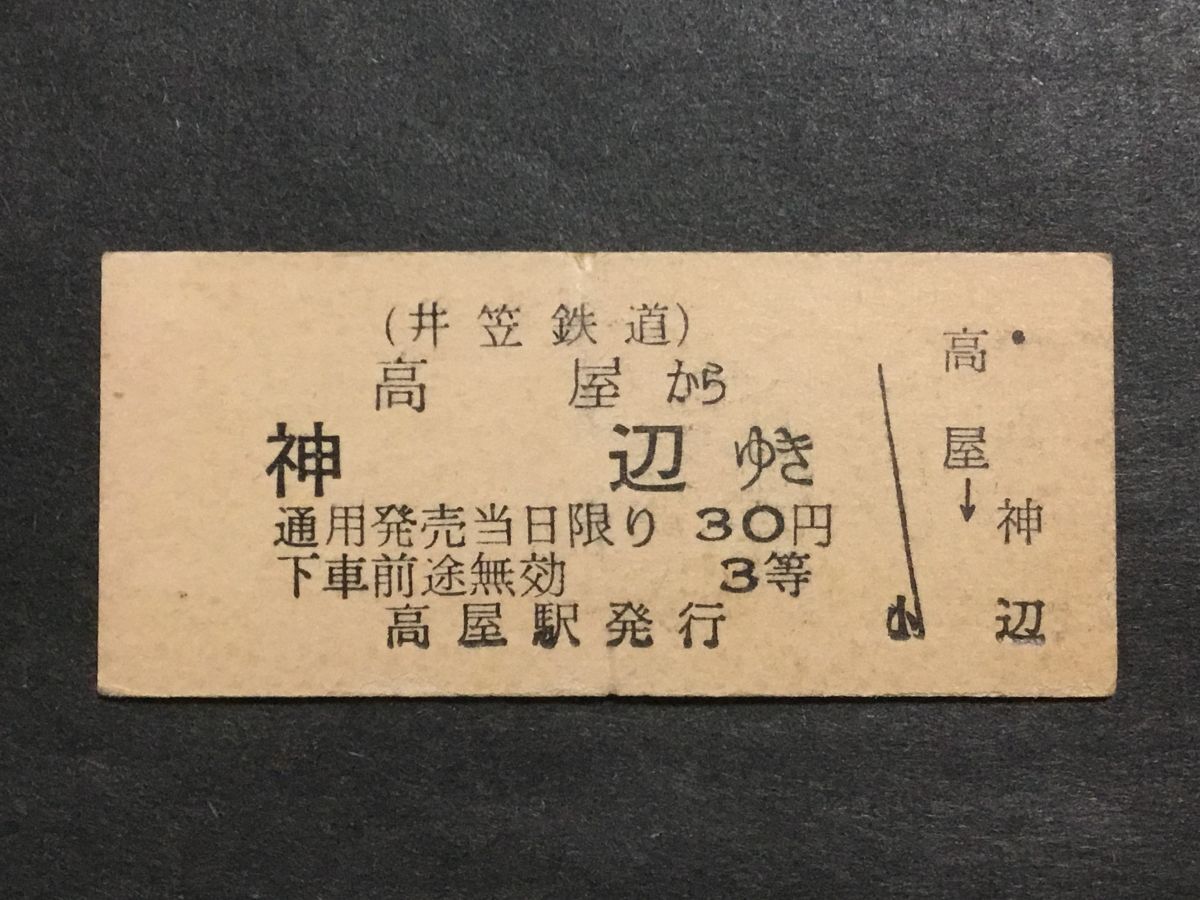 (井笠鉄道)
高屋から
神辺ゆき
通用発売当日限り 30円
下車前途無効 3等
高屋駅発行
小
高屋→神辺